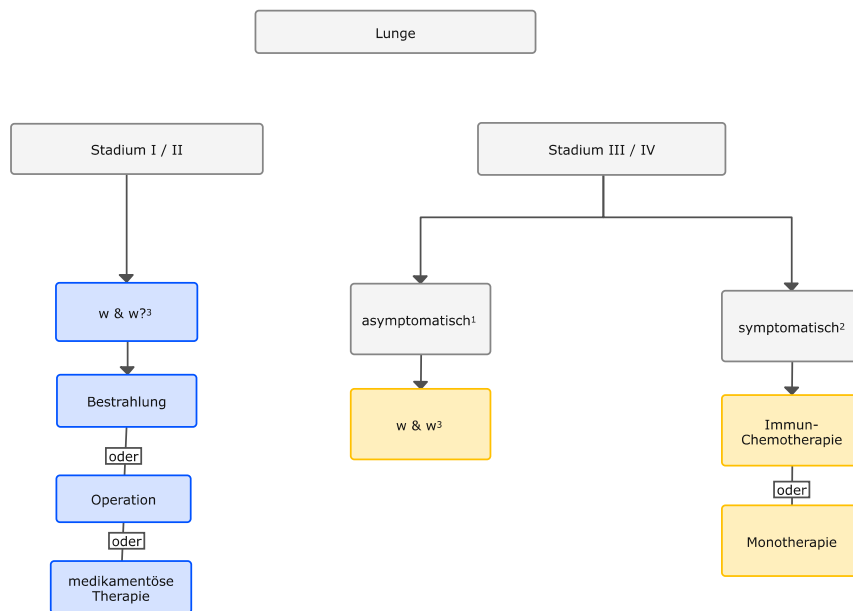 Lunge
Stadium I / II
Stadium III / IV
w & w?³
asymptomatisch¹
symptomatisch²
Bestrahlung
w & w³
Immun-
Chemotherapie
oder
Operation
oder
Monotherapie
oder
medikamentöse
Therapie